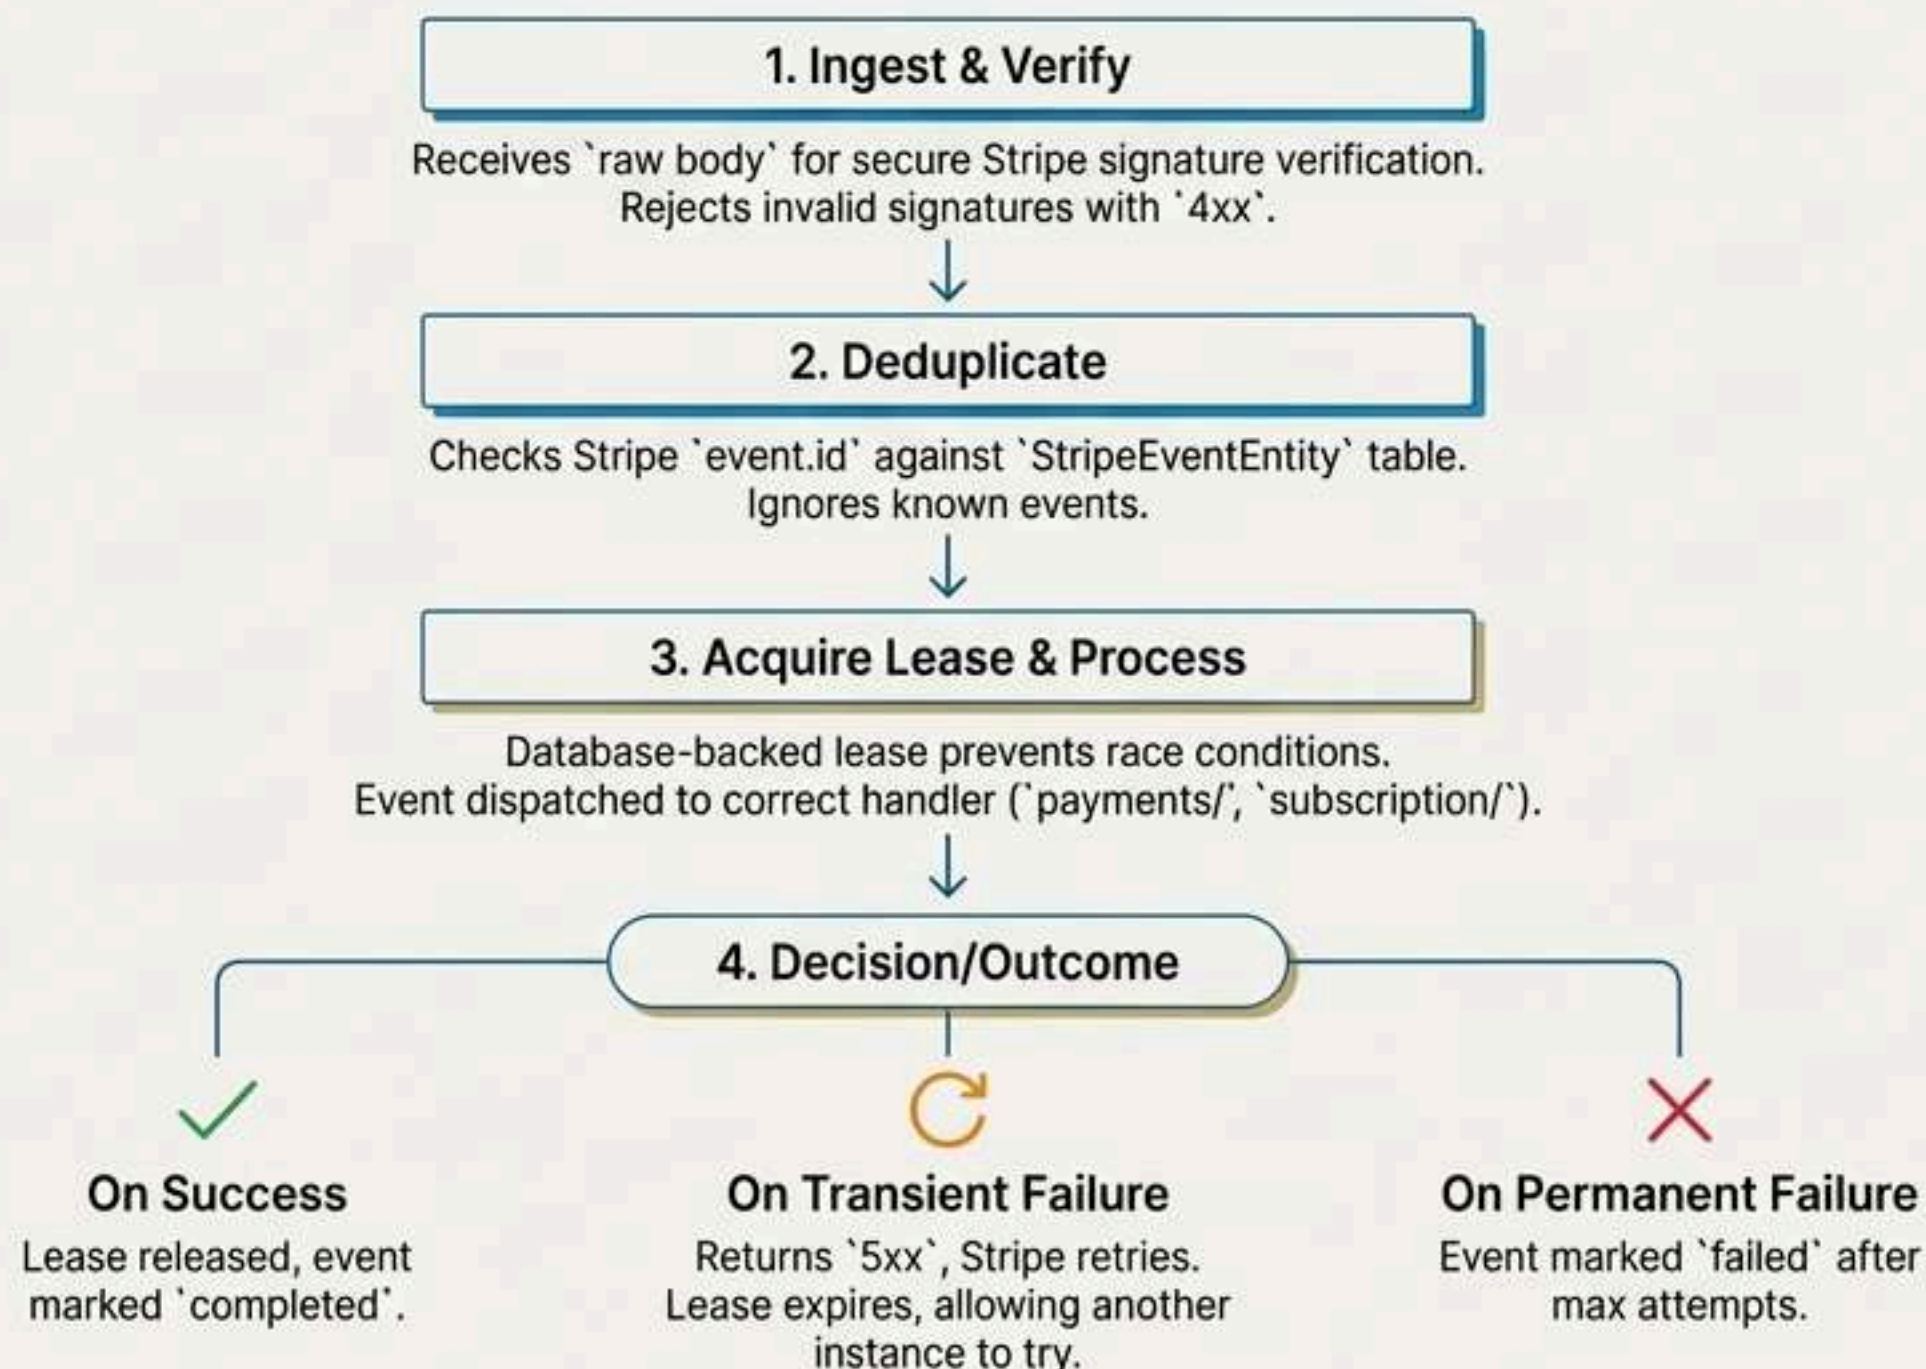 1. Ingest & Verify
Receives `raw body` for secure Stripe signature verification.
Rejects invalid signatures with `4xx`.
2. Deduplicate
Checks Stripe `event.id` against `StripeEventEntity` table.
Ignores known events.
3. Acquire Lease & Process
Database-backed lease prevents race conditions.
Event dispatched to correct handler (`payments/`, `subscription/`).
4. Decision/Outcome
On Success
Lease released, event
marked `completed`.
On Transient Failure
Returns `5xx`, Stripe retries.
Lease expires, allowing another
instance to try.
On Permanent Failure
Event marked `failed` after
max attempts.